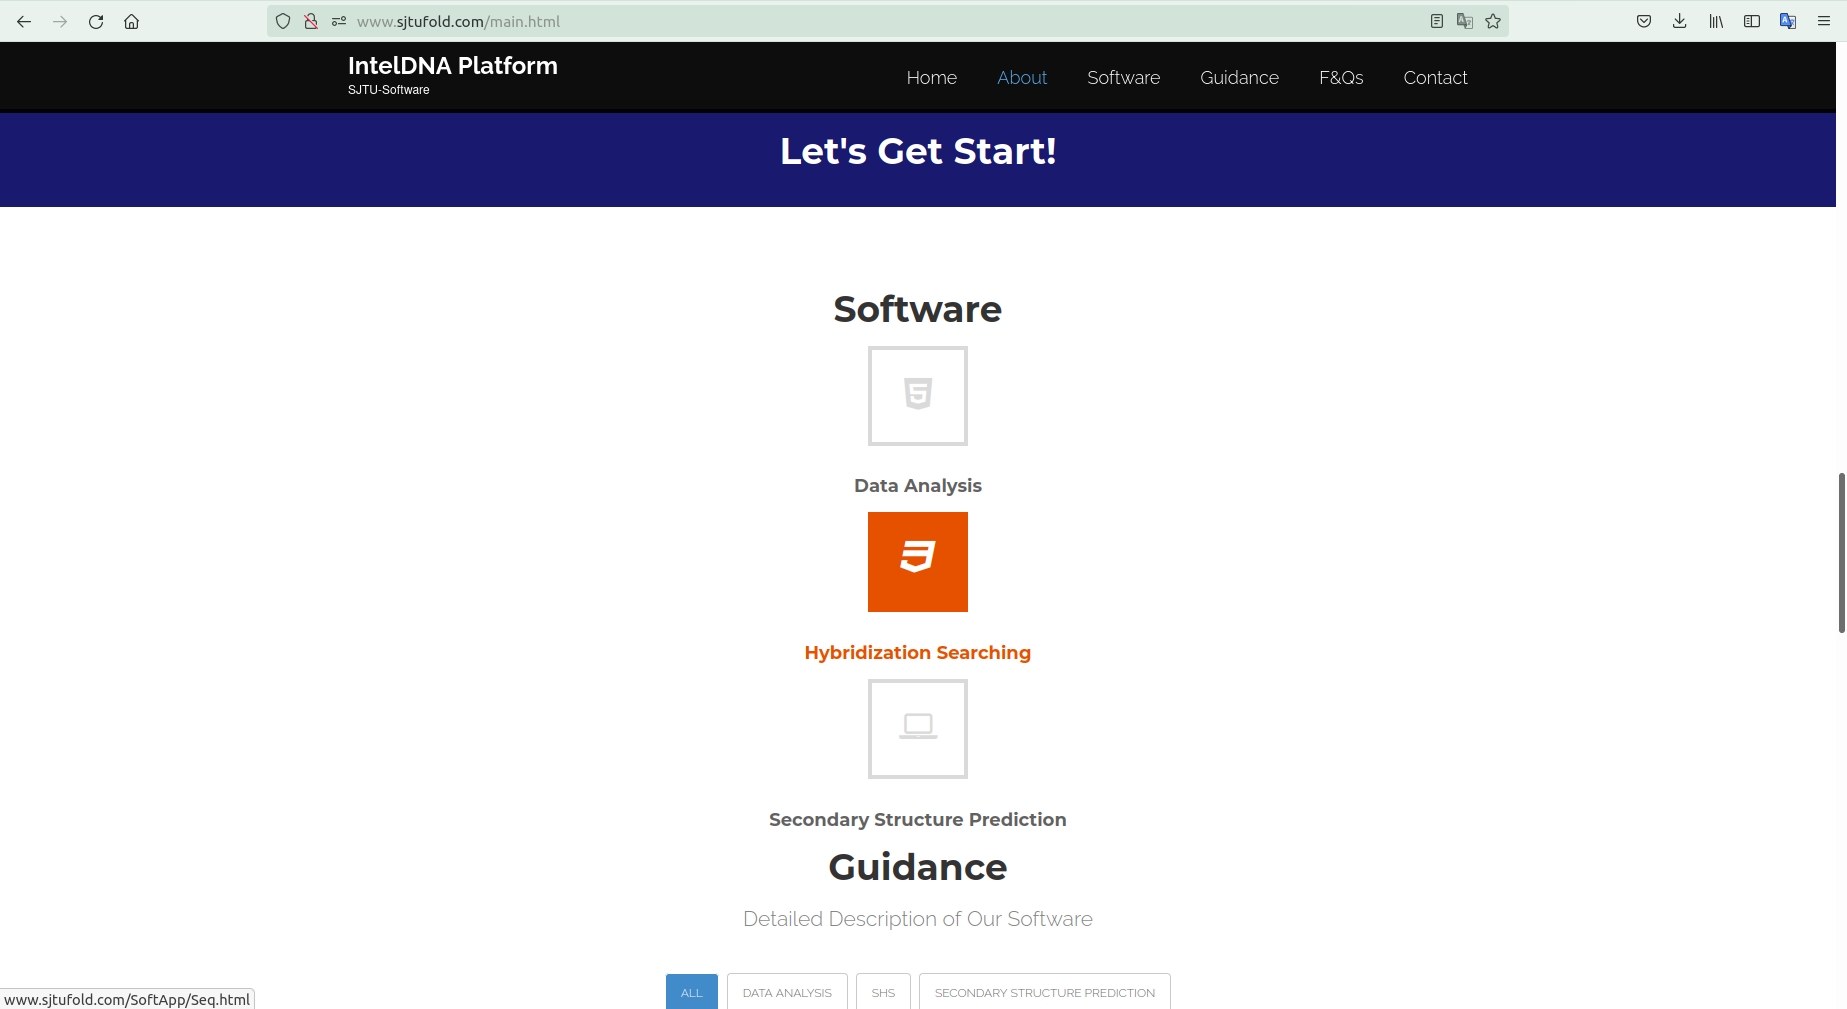 www.sjtufold.com/main.html
IntelDNA Platform
SJTU-Software
Home About Software Guidance F&Qs Contact
Let's Get Start!
Software
Data Analysis
Hybridization Searching
Secondary Structure Prediction
Guidance
Detailed Description of Our Software
ALL DATA ANALYSIS SHS SECONDARY STRUCTURE PREDICTION
www.sjtufold.com/SoftApp/Seq.html